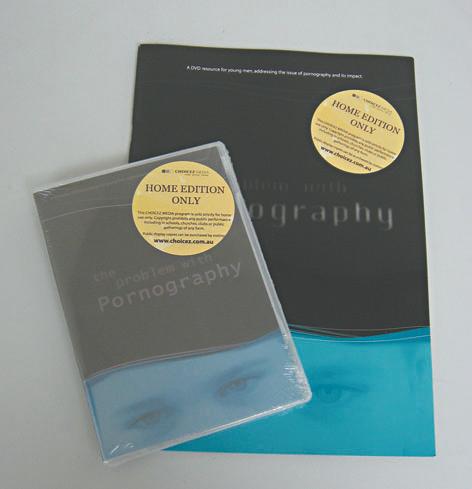 A DVD resource for young men, addressing the issue of pornography and its impact.
CHOICEZ MEDIA
HOME EDITION
ONLY
www.choicez.com.au
with
ography
CHOICEZ MEDIA
HOME EDITION
ONLY
This CHOICEZ MEDIA program is sold strictly for home
use only. Copyright prohibits any public performance
including in schools, churches clubs or public
gatherings of any form.
Public display copies can be purchased by visiting
www.choicez.com.au
the
problem with
Pornography